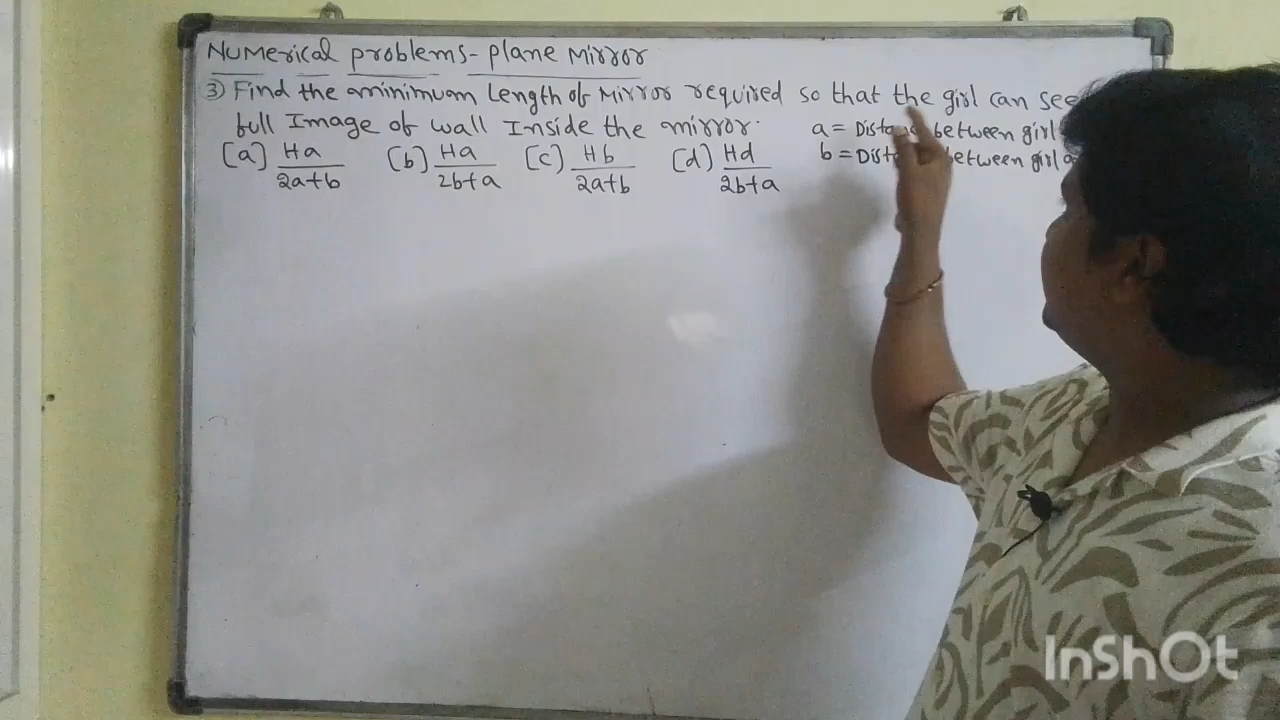 Numerical problems - plane Mirror
3) Find the minimum Length of Mirror required so that the girl can see
full Image of wall Inside the mirror.
a = between girl
b = between girl
(a) Ha / 2a+b (b) Ha / 2b+a (c) Hb / 2a+b (d) Hd / 2b+a
InShOt